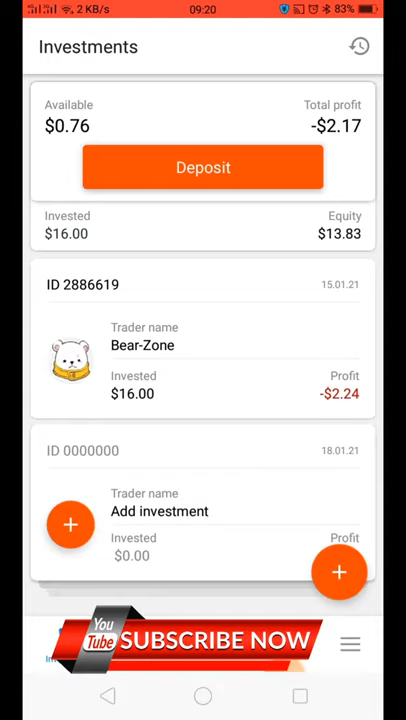 2 KB/s 09:20 83%
Investments
Available Total profit
$0.76 -$2.17
Deposit
Invested Equity
$16.00 $13.83
ID 2886619 15.01.21
Trader name
Bear-Zone
Invested Profit
$16.00 -$2.24
ID 0000000 18.01.21
Trader name
Add investment
Invested Profit
$0.00
You
Tube
SUBSCRIBE NOW